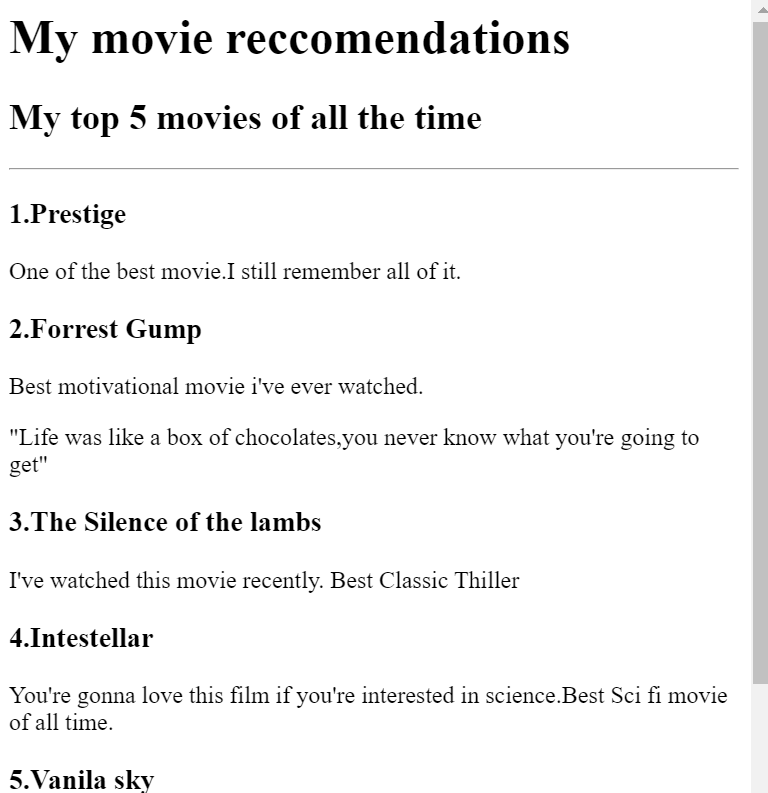 My movie reccomendations
My top 5 movies of all the time
1.Prestige
One of the best movie.I still remember all of it.
2.Forrest Gump
Best motivational movie i've ever watched.
"Life was like a box of chocolates,you never know what you're going to
get"
3.The Silence of the lambs
I've watched this movie recently. Best Classic Thiller
4.Intestellar
You're gonna love this film if you're interested in science.Best Sci fi movie
of all time.
5.Vanila sky